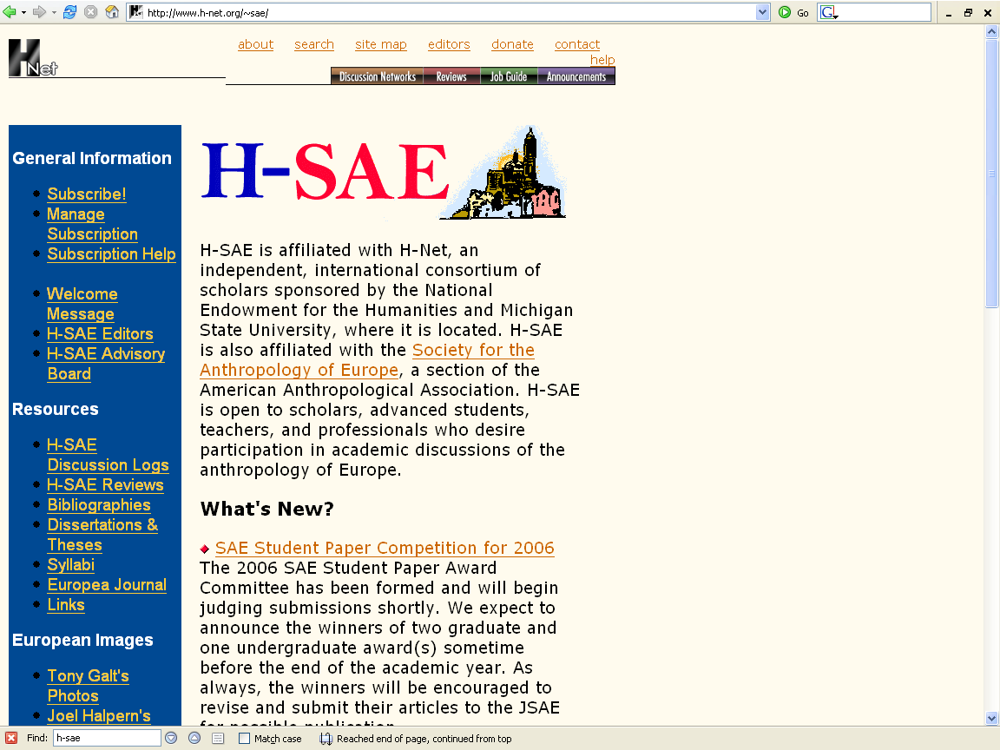 http://www.h-net.org/~sae/
Go
G
H
Net
about search site map editors donate contact
help
Discussion Networks Reviews Job Guide Announcements
General Information
Subscribe!
Manage
Subscription
Subscription Help
Welcome
Message
H-SAE Editors
H-SAE Advisory
Board
Resources
H-SAE
Discussion Logs
H-SAE Reviews
Bibliographies
Dissertations &
Theses
Syllabi
Europea Journal
Links
European Images
Tony Galt's
Photos
Joel Halpern's
H-SAE
H-SAE is affiliated with H-Net, an
independent, international consortium of
scholars sponsored by the National
Endowment for the Humanities and Michigan
State University, where it is located. H-SAE
is also affiliated with the Society for the
Anthropology of Europe, a section of the
American Anthropological Association. H-SAE
is open to scholars, advanced students,
teachers, and professionals who desire
participation in academic discussions of the
anthropology of Europe.
What's New?
SAE Student Paper Competition for 2006
The 2006 SAE Student Paper Award
Committee has been formed and will begin
judging submissions shortly. We expect to
announce the winners of two graduate and
one undergraduate award(s) sometime
before the end of the academic year. As
always, the winners will be encouraged to
revise and submit their articles to the JSAE
for possible publication.
Find: h-sae Match case Reached end of page, continued from top